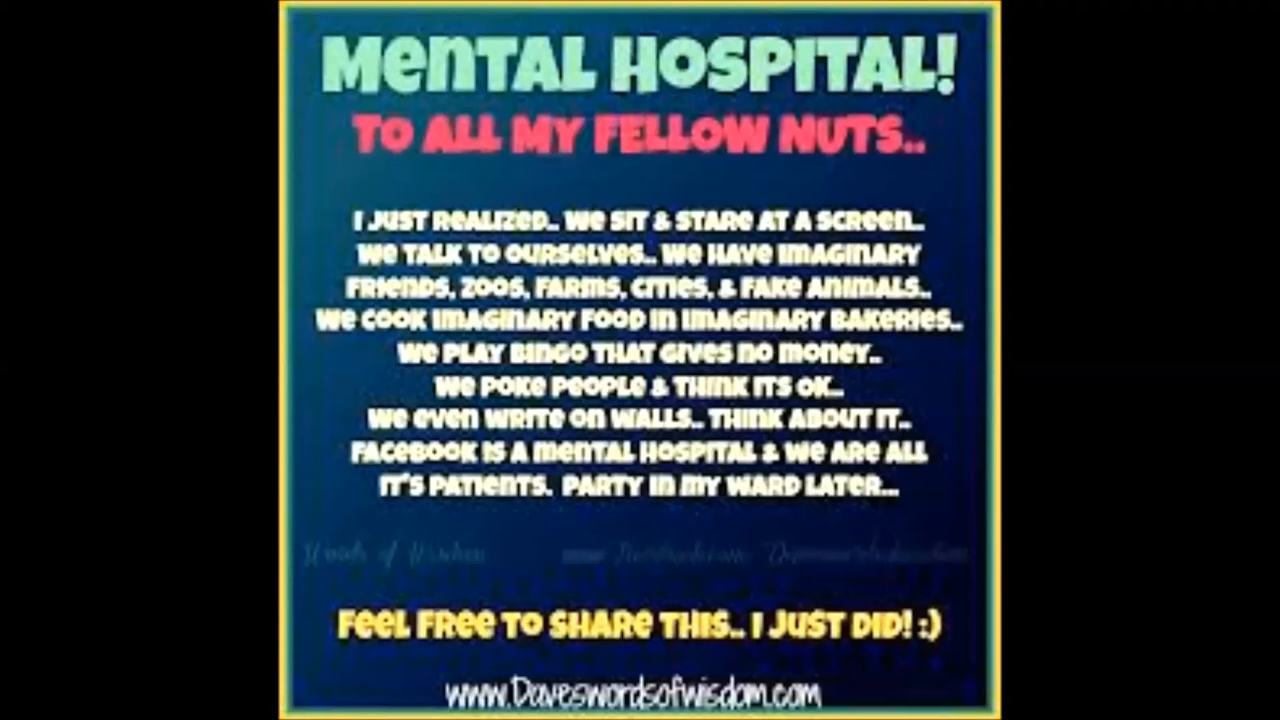 Mental Hospital!
To all my fellow nuts..
I just realized.. We sit & stare at a screen..
We talk to ourselves.. We have imaginary
friends, zoos, farms, cities, & fake animals..
We cook imaginary food in imaginary bakeries..
We play bingo that gives no money..
We poke people & think its ok..
We even write on walls.. Think about it..
Facebook is a mental hospital & we are all
it's patients. Party in my ward later...
Words of Wisdom
Feel free to share this.. I just did! :)
www.Daveswordsofwisdom.com